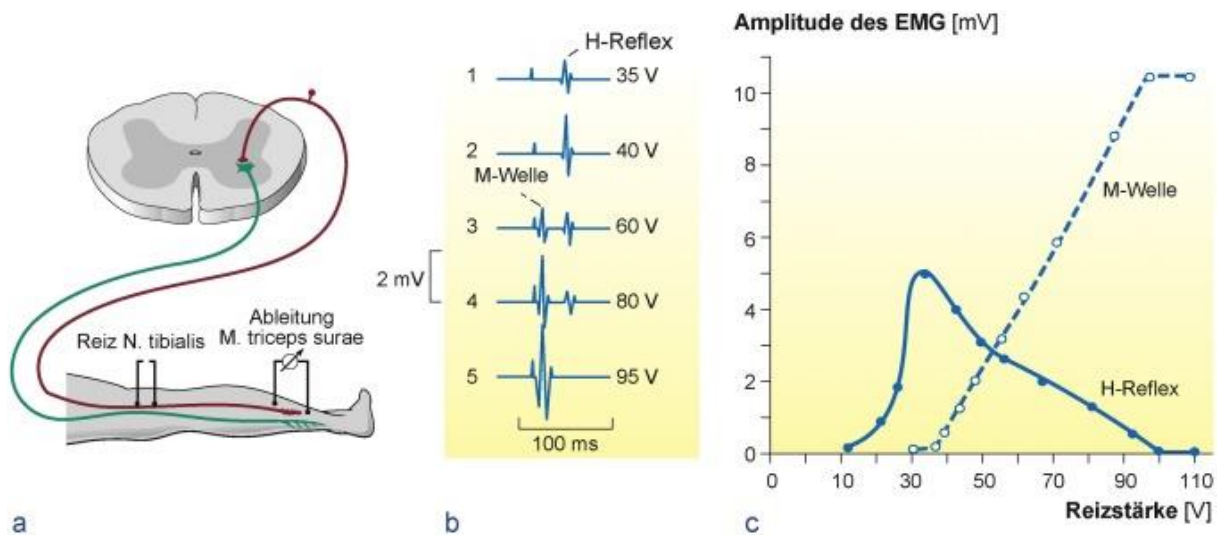 Reiz N. tibialis
Ableitung
M. triceps surae
a
H-Reflex
1 35 V
2 40 V
M-Welle
3 60 V
2 mV
4 80 V
5 95 V
100 ms
b
Amplitude des EMG [mV]
10
8
6
4
2
0
M-Welle
H-Reflex
0 10 30 50 70 90 110
Reizstärke [V]
c